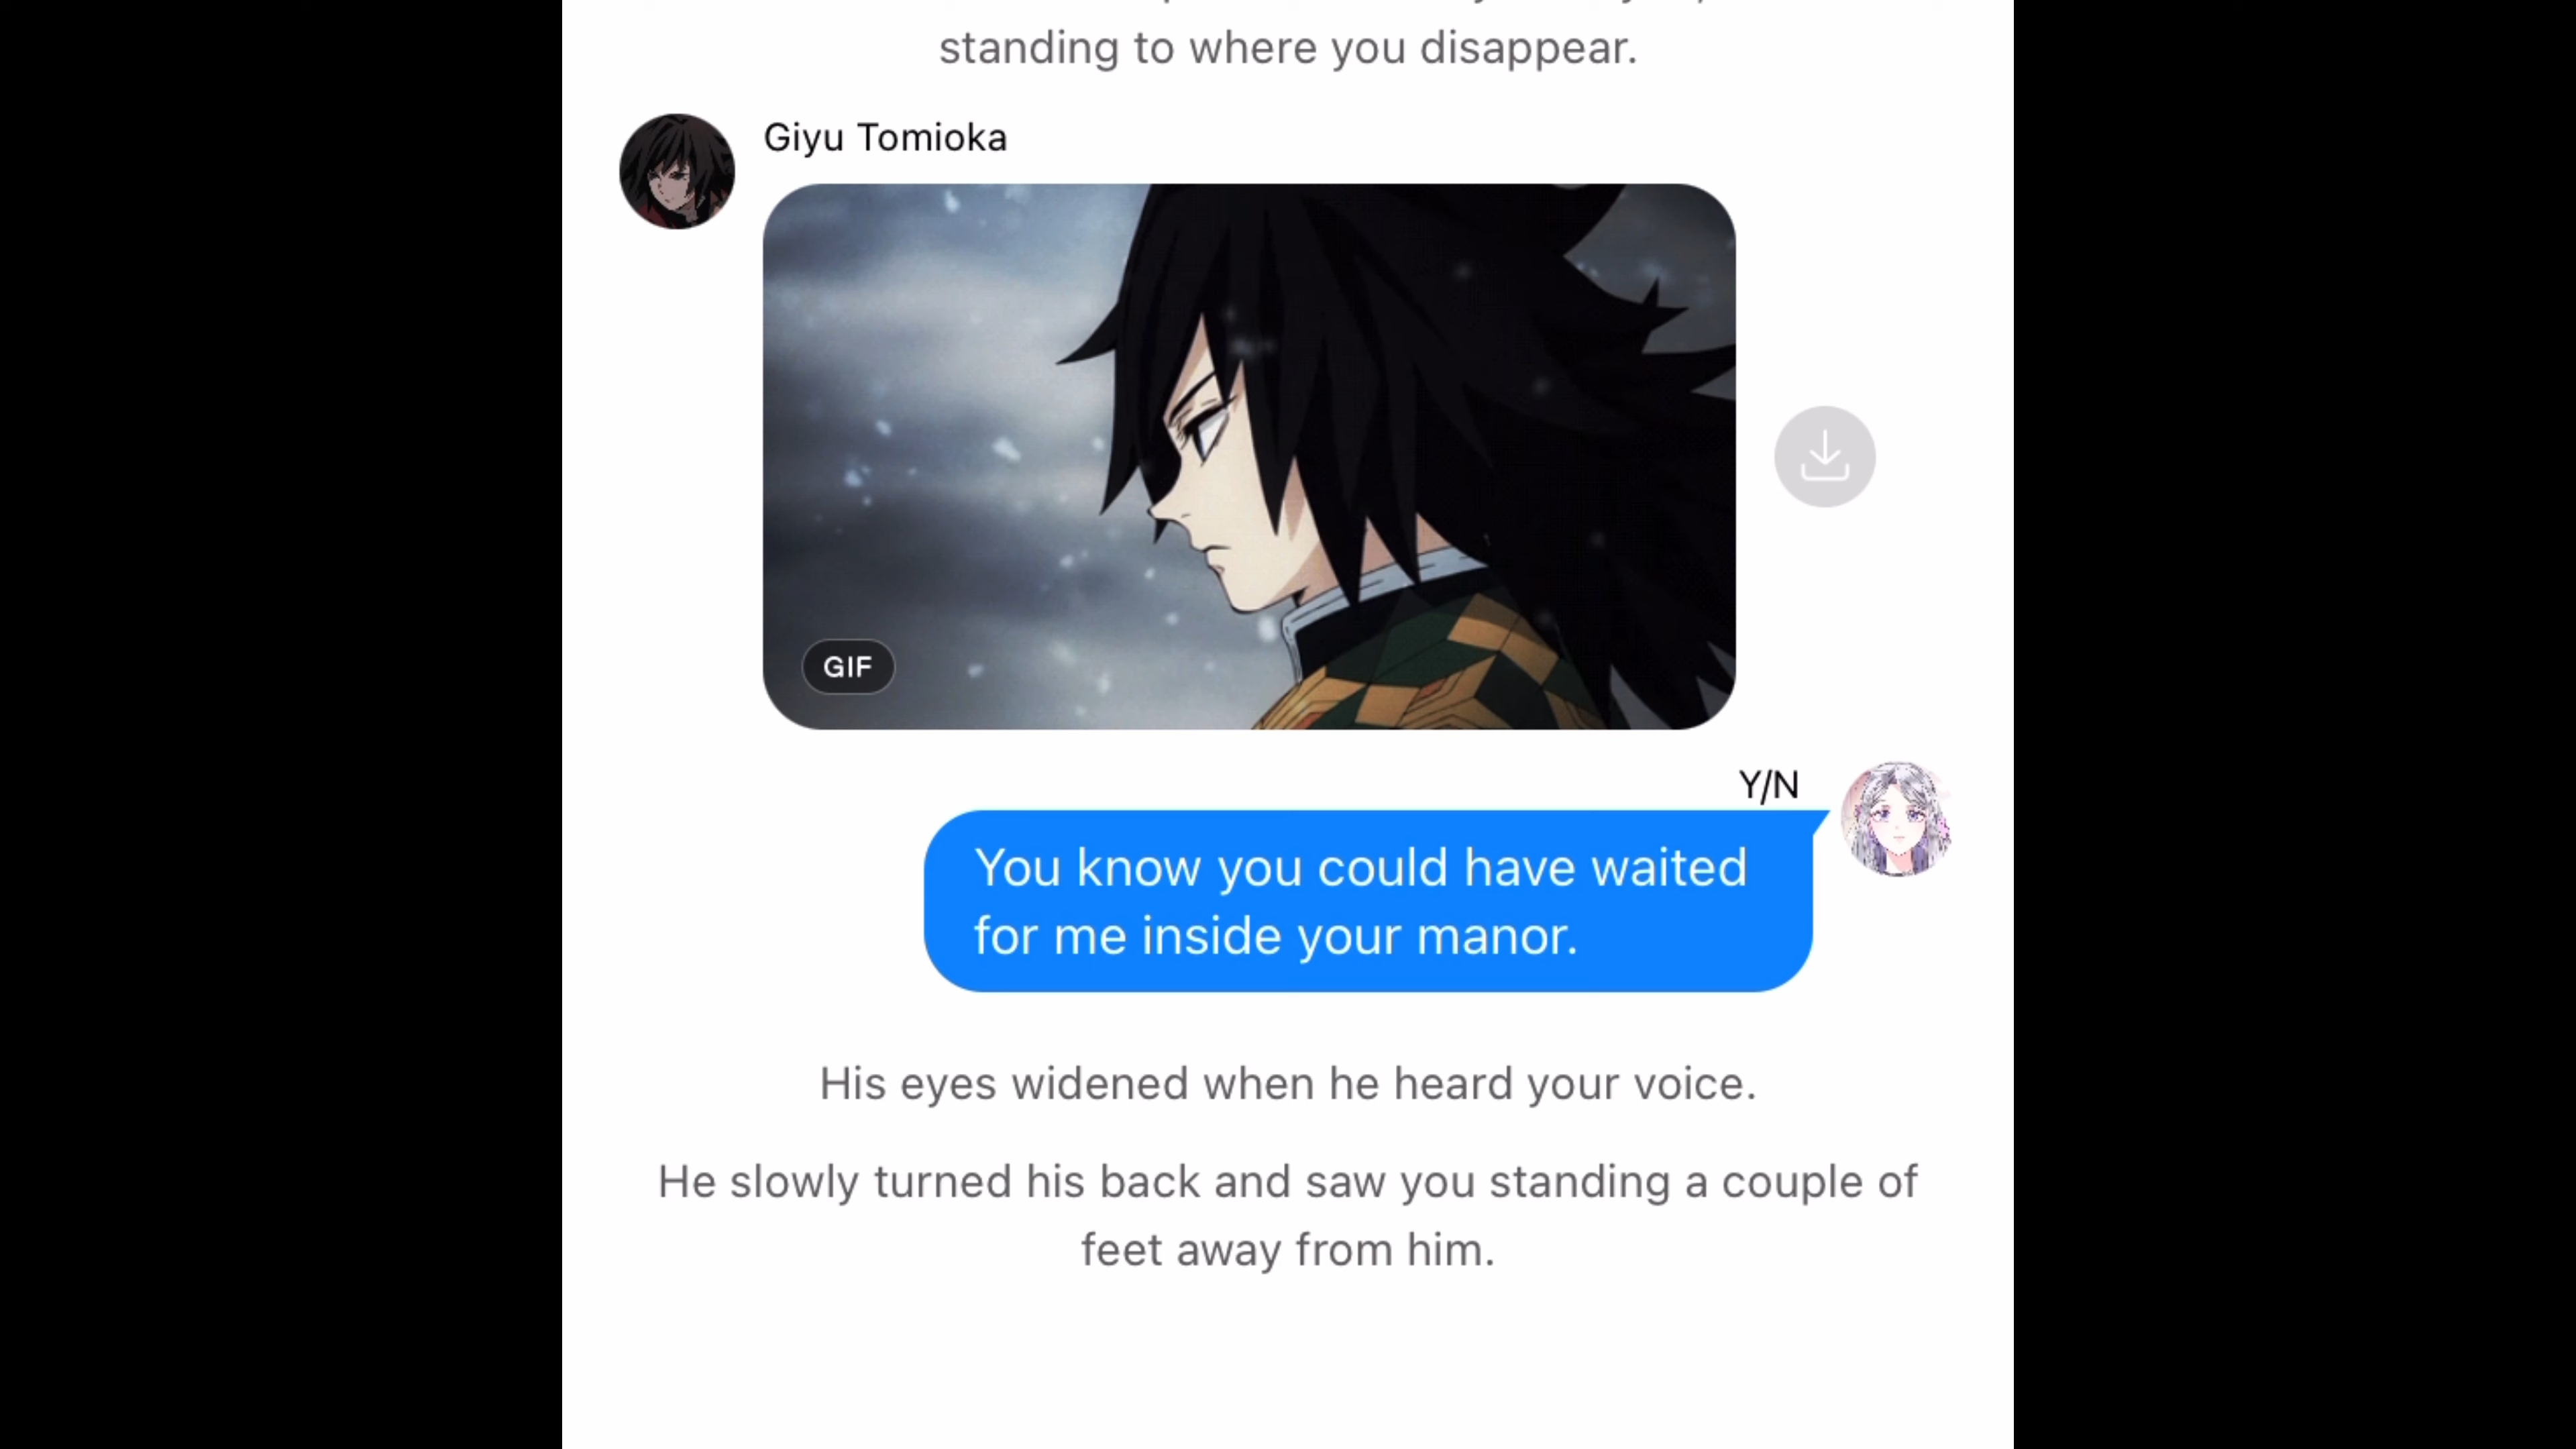 standing to where you disappear.
Giyu Tomioka
GIF
Y/N
You know you could have waited
for me inside your manor.
His eyes widened when he heard your voice.
He slowly turned his back and saw you standing a couple of
feet away from him.